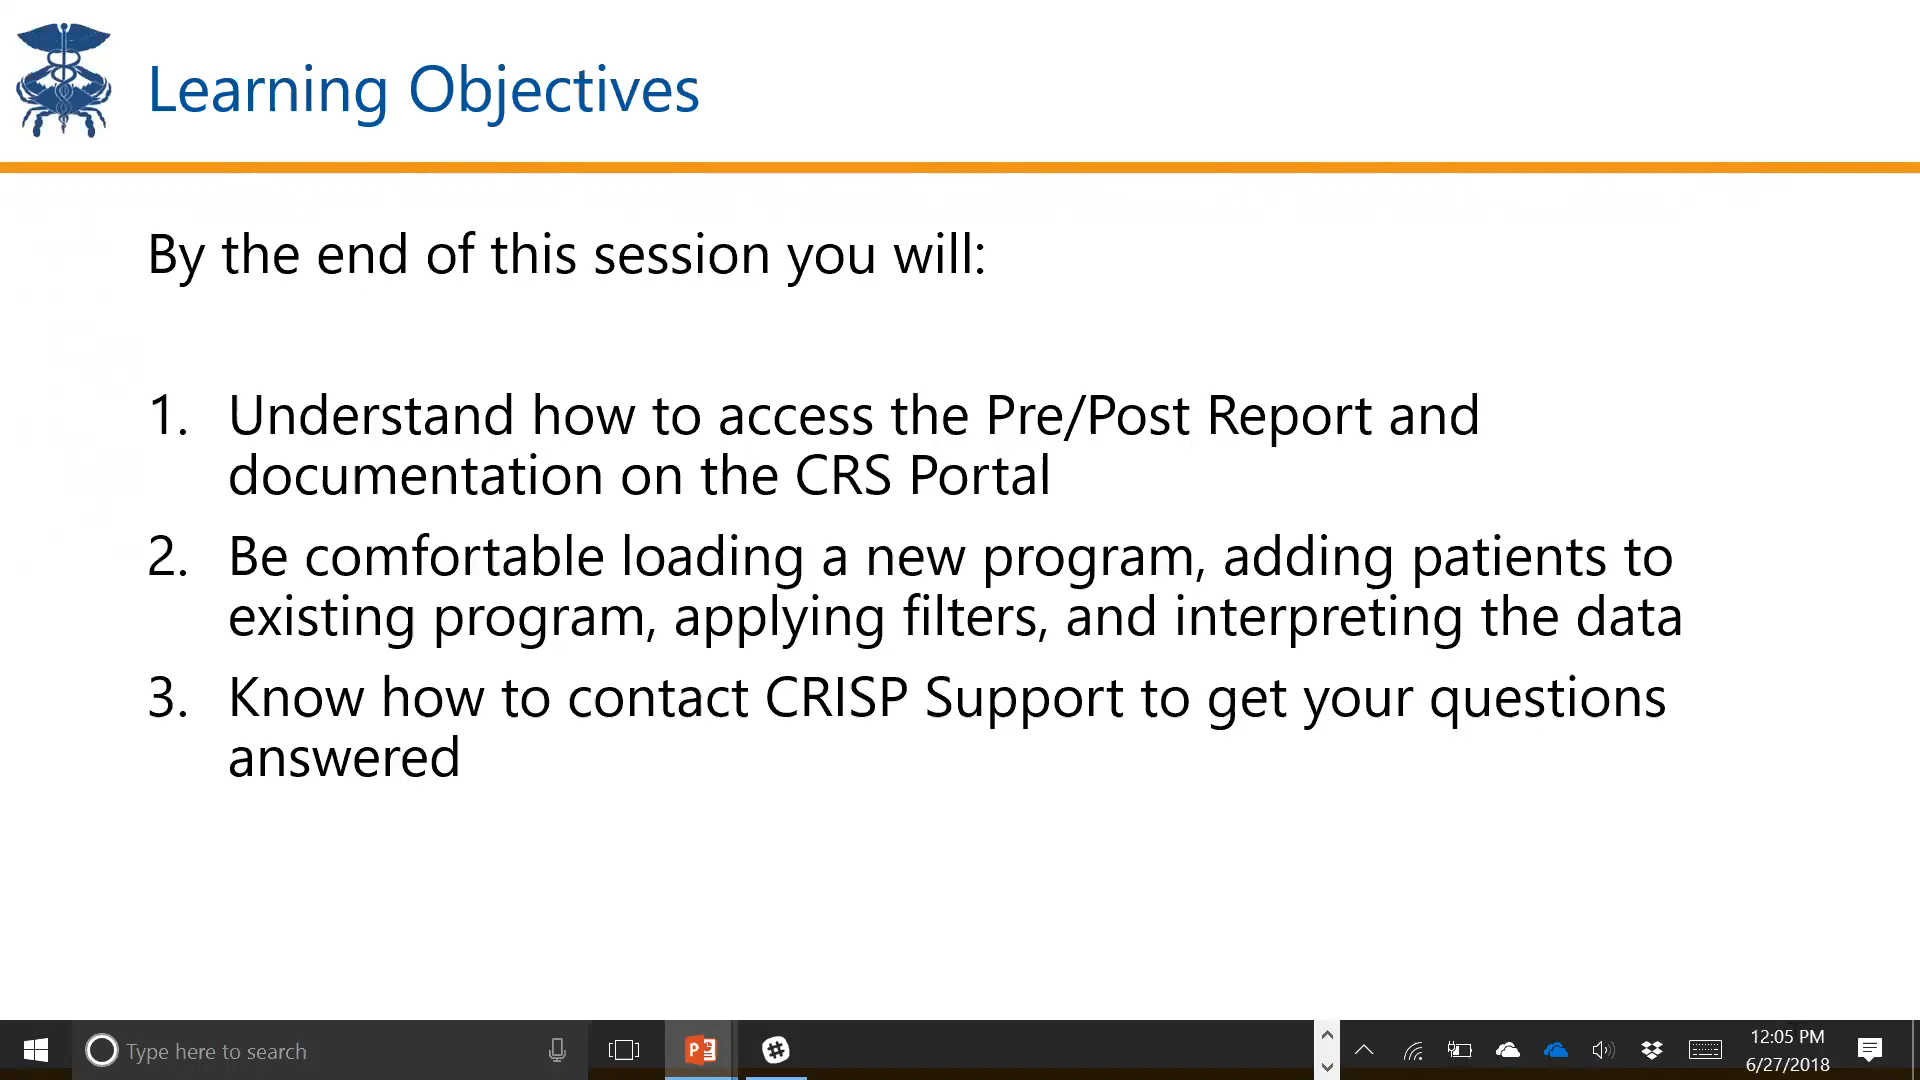 Learning Objectives
By the end of this session you will:
1. Understand how to access the Pre/Post Report and
documentation on the CRS Portal
2. Be comfortable loading a new program, adding patients to
existing program, applying filters, and interpreting the data
3. Know how to contact CRISP Support to get your questions
answered
Type here to search
12:05 PM
6/27/2018